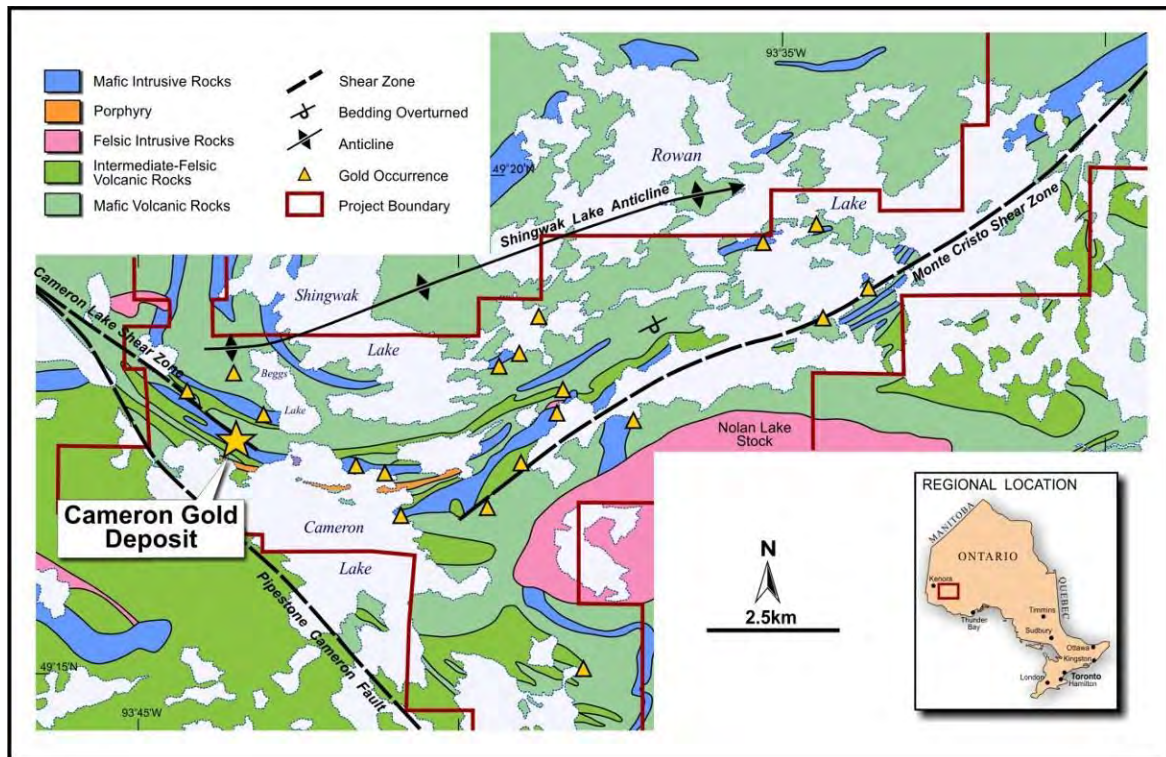 Mafic Intrusive Rocks
Porphyry
Felsic Intrusive Rocks
Intermediate-Felsic
Volcanic Rocks
Mafic Volcanic Rocks
Shear Zone
Bedding Overturned
Anticline
Gold Occurrence
Project Boundary
93°35'W
49°20'N
Rowan
Lake
Shingwak Lake Anticline
Monte Cristo Shear Zone
Cameron Lake Shear Zone
Shingwak
Lake
Beggs
Lake
Nolan Lake
Stock
Cameron Gold
Deposit
Cameron
Lake
Pipestone Cameron Fault
49°15'N
93°45'W
N
2.5km
REGIONAL LOCATION
MANITOBA
ONTARIO
QUEBEC
Kenora
Thunder
Bay
Timmins
Sudbury
Ottawa
Kingston
Toronto
London
Hamilton